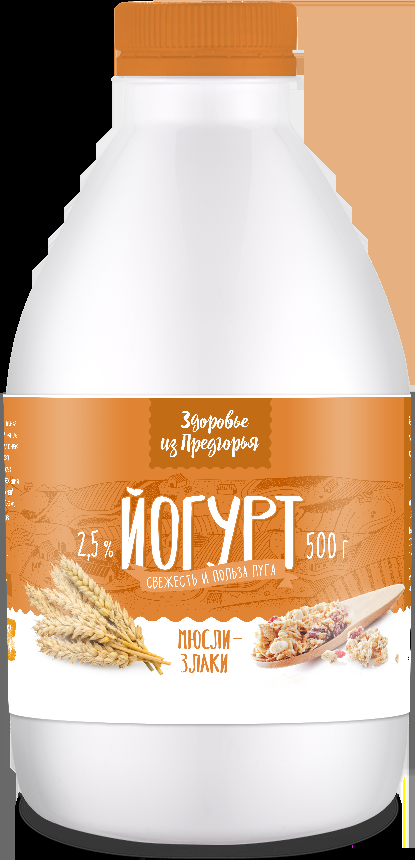 Здоровье
из Предгорья
2,5 % ЙОГУРТ 500 г
СВЕЖЕСТЬ И ПОЛЬЗА ЛУГА
МЮСЛИ-
ЗЛАКИ